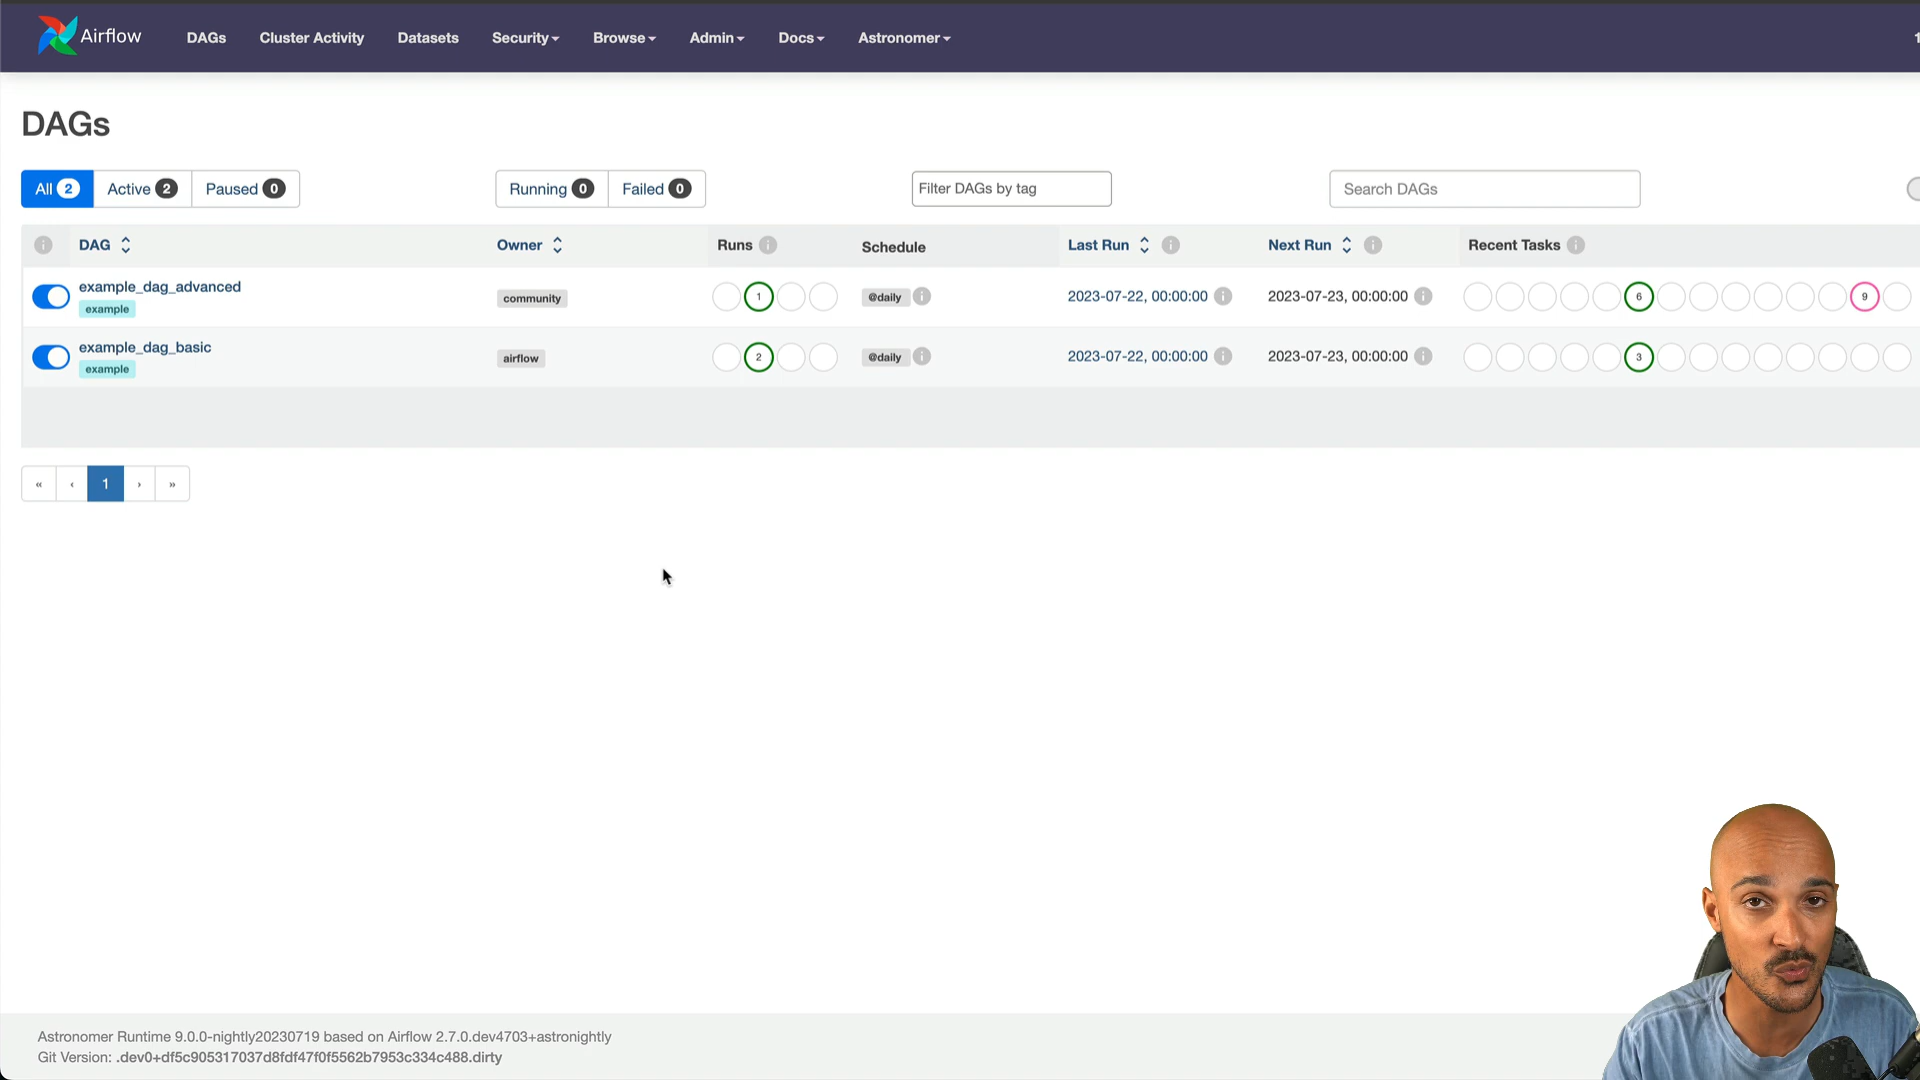 Airflow DAGs Cluster Activity Datasets Security Browse Admin Docs Astronomer 1
DAGs
All 2 Active 2 Paused 0 Running 0 Failed 0 Filter DAGs by tag Search DAGs
i DAG Owner Runs i Schedule Last Run i Next Run i Recent Tasks i
example_dag_advanced
example
community 1 @daily i 2023-07-22, 00:00:00 i 2023-07-23, 00:00:00 i 6 9
example_dag_basic
example
airflow 2 @daily i 2023-07-22, 00:00:00 i 2023-07-23, 00:00:00 i 3
« ‹ 1 › »
Astronomer Runtime 9.0.0-nightly20230719 based on Airflow 2.7.0.dev4703+astronightly
Git Version: .dev0+df5c905317037d8fdf47f0f5562b7953c334c488.dirty